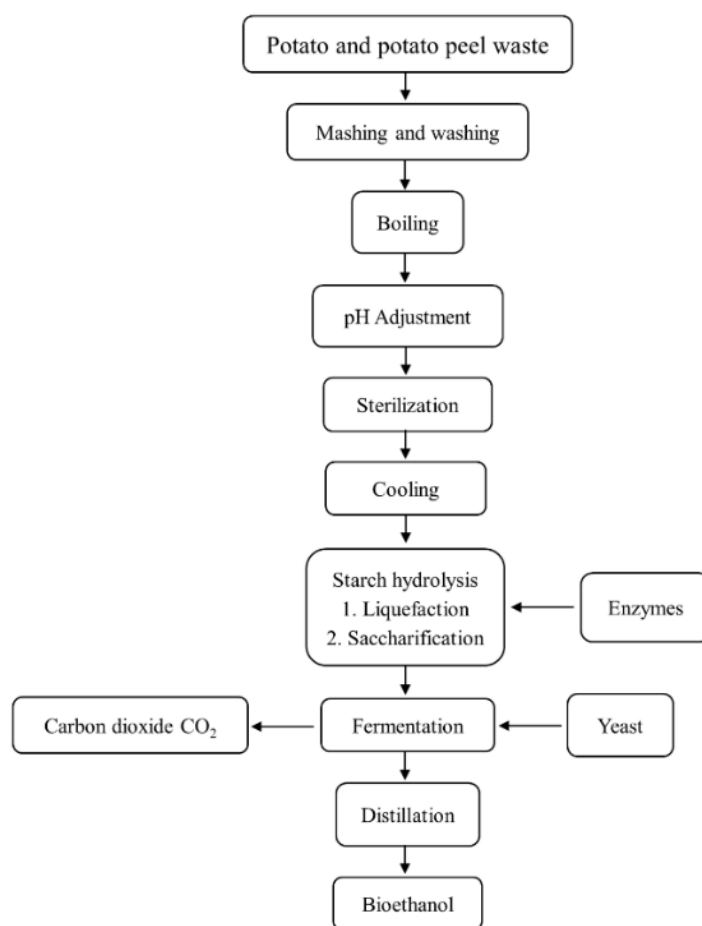 Potato and potato peel waste
Mashing and washing
Boiling
pH Adjustment
Sterilization
Cooling
Starch hydrolysis
1. Liquefaction
2. Saccharification
Enzymes
Carbon dioxide CO₂
Fermentation
Yeast
Distillation
Bioethanol